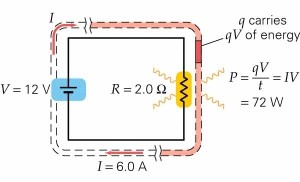 I
q carries
qV of energy
V = 12 V
R = 2.0 Ω
P = qV/t = IV
= 72 W
I = 6.0 A